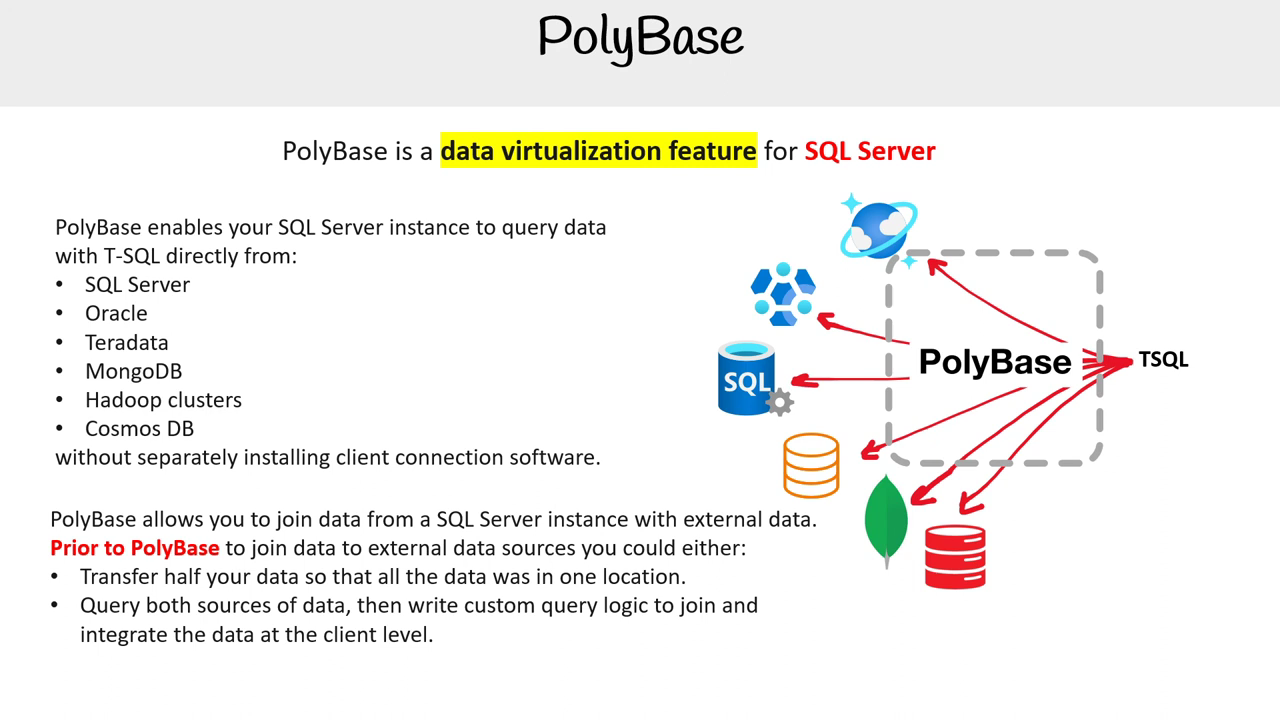 PolyBase
PolyBase is a data virtualization feature for SQL Server
PolyBase enables your SQL Server instance to query data
with T-SQL directly from:
• SQL Server
• Oracle
• Teradata
• MongoDB
• Hadoop clusters
• Cosmos DB
without separately installing client connection software.
PolyBase allows you to join data from a SQL Server instance with external data.
Prior to PolyBase to join data to external data sources you could either:
• Transfer half your data so that all the data was in one location.
• Query both sources of data, then write custom query logic to join and
integrate the data at the client level.
SQL
PolyBase
TSQL